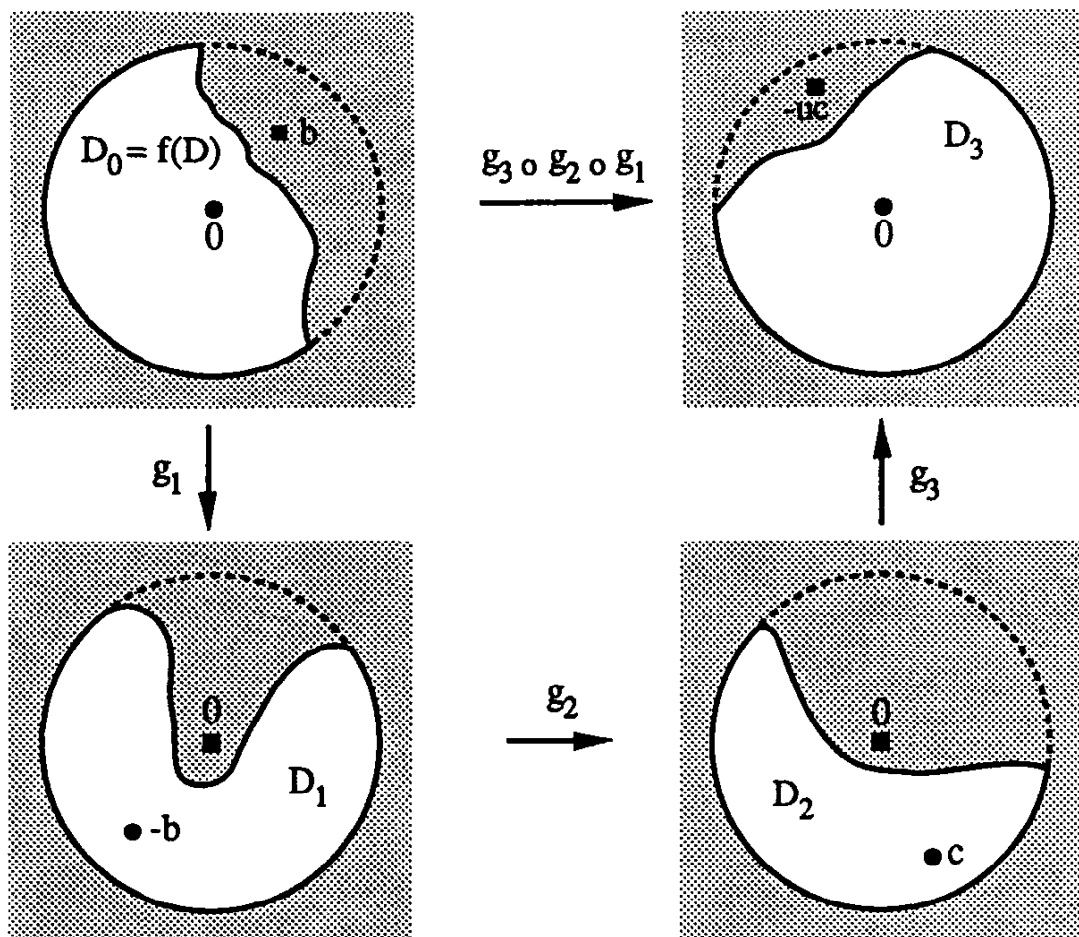 b
-uc
D₀ = f(D)
D₃
g₃ o g₂ o g₁
0
0
g₁
g₃
0
0
g₂
D₁
D₂
-b
c